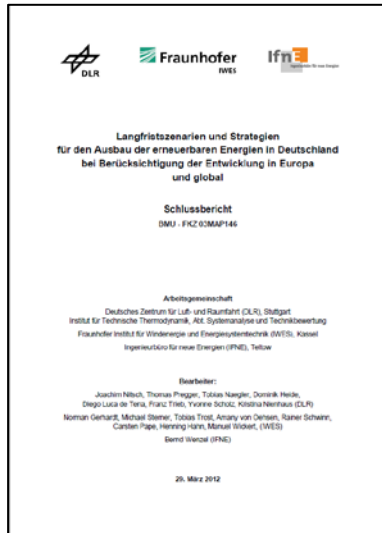 DLR
Fraunhofer
IWES
IfnE
Langfristszenarien und Strategien
für den Ausbau der erneuerbaren Energien in Deutschland
bei Berücksichtigung der Entwicklung in Europa
und global
Schlussbericht
BMU - FKZ 03MAP146
Arbeitsgemeinschaft
Deutsches Zentrum für Luft- und Raumfahrt (DLR), Stuttgart
Institut für Technische Thermodynamik, Abt. Systemanalyse und Technikbewertung
Fraunhofer Institut für Windenergie und Energiesystemtechnik (IWES), Kassel
Ingenieurbüro für neue Energien (IFNE), Teltow
Bearbeiter:
Joachim Nitsch, Thomas Pregger, Tobias Naegler, Dominik Heide,
Diego Luca de Tena, Franz Trieb, Yvonne Scholz, Kristina Nienhaus (DLR)
Norman Gerhardt, Michael Sterner, Tobias Trost, Amany von Oehsen, Rainer Schwinn,
Carsten Pape, Henning Hahn, Manuel Wickert, (IWES)
Bernd Wenzel (IFNE)
29. März 2012